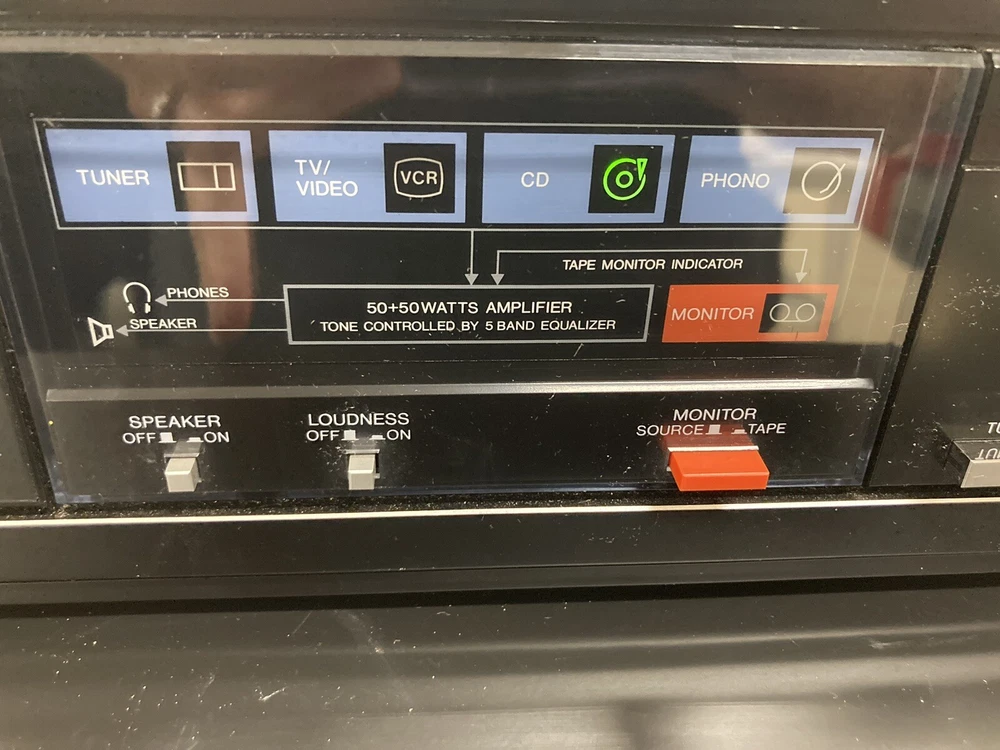 TUNER
TV/
VIDEO
VCR
CD
PHONO
TAPE MONITOR INDICATOR
PHONES
SPEAKER
50+50WATTS AMPLIFIER
TONE CONTROLLED BY 5 BAND EQUALIZER
MONITOR
SPEAKER
OFF ON
LOUDNESS
OFF ON
MONITOR
SOURCE TAPE